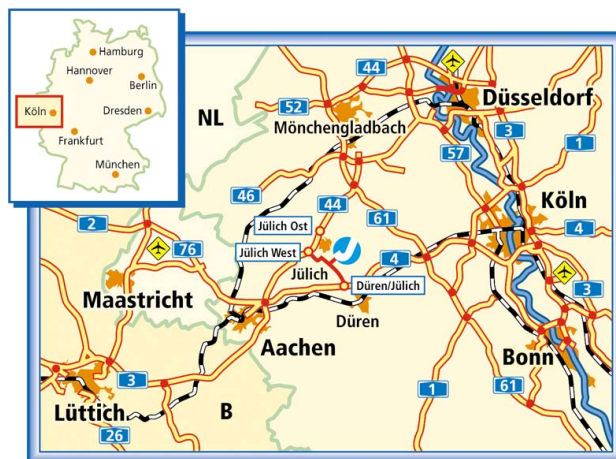 Hamburg
Hannover
Berlin
Köln
Dresden
Frankfurt
München
44
52
NL
Mönchengladbach
Düsseldorf
3
1
57
46
44
61
Köln
2
76
Jülich Ost
Jülich West
4
4
Jülich
Düren/Jülich
Maastricht
Düren
3
Aachen
Bonn
3
1
61
Lüttich
B
26